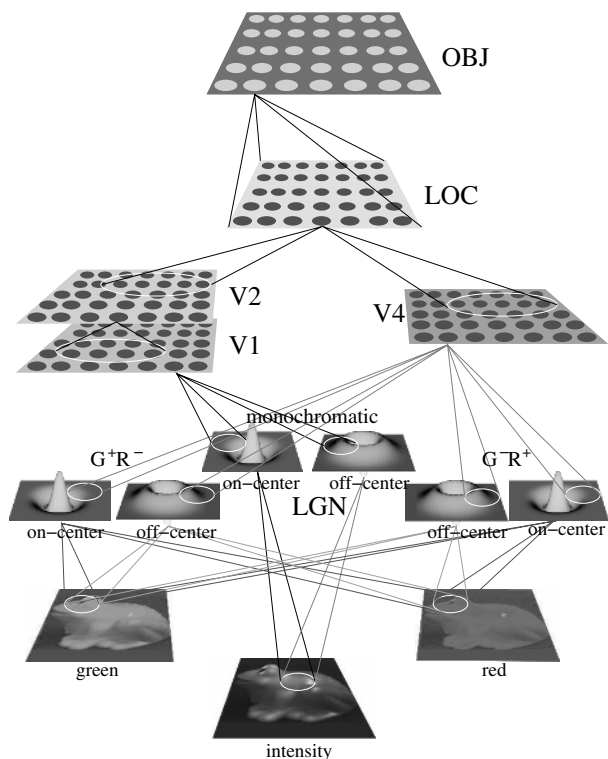 OBJ
LOC
V2
V4
V1
monochromatic
G⁺R⁻
G⁻R⁺
on-center
off-center
LGN
on-center
off-center
off-center
on-center
green
red
intensity